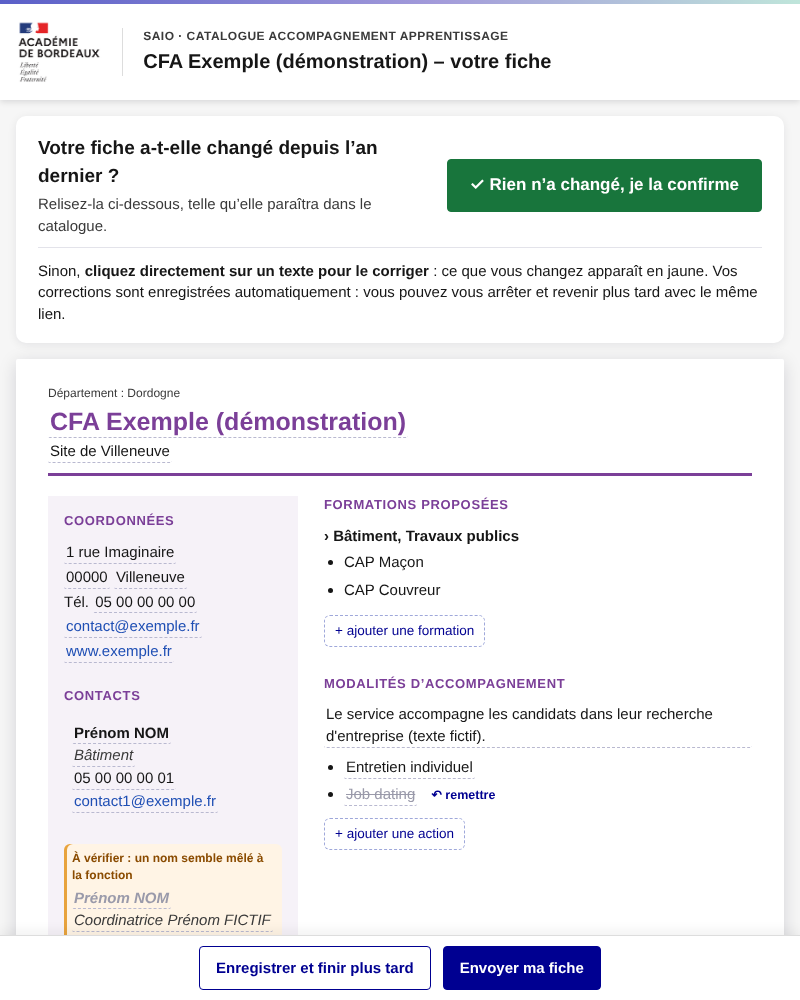 ACADÉMIE
DE BORDEAUX
Liberté
Égalité
Fraternité
SAIO · CATALOGUE ACCOMPAGNEMENT APPRENTISSAGE
CFA Exemple (démonstration) – votre fiche
Votre fiche a-t-elle changé depuis l’an
dernier ?
Relisez-la ci-dessous, telle qu’elle paraîtra dans le
catalogue.
✓ Rien n’a changé, je la confirme
Sinon, cliquez directement sur un texte pour le corriger : ce que vous changez apparaît en jaune. Vos
corrections sont enregistrées automatiquement : vous pouvez vous arrêter et revenir plus tard avec le même
lien.
Département : Dordogne
CFA Exemple (démonstration)
Site de Villeneuve
COORDONNÉES
1 rue Imaginaire
00000 Villeneuve
Tél. 05 00 00 00 00
contact@exemple.fr
www.exemple.fr
CONTACTS
Prénom NOM
Bâtiment
05 00 00 00 01
contact1@exemple.fr
À vérifier : un nom semble mêlé à
la fonction
Prénom NOM
Coordinatrice Prénom FICTIF
FORMATIONS PROPOSÉES
› Bâtiment, Travaux publics
• CAP Maçon
• CAP Couvreur
+ ajouter une formation
MODALITÉS D’ACCOMPAGNEMENT
Le service accompagne les candidats dans leur recherche
d'entreprise (texte fictif).
• Entretien individuel
• Job dating ↶ remettre
+ ajouter une action
Enregistrer et finir plus tard
Envoyer ma fiche